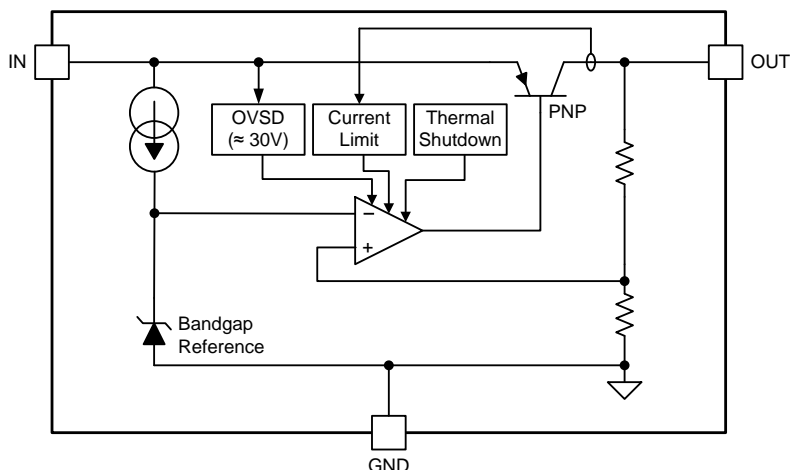 IN
OUT
PNP
OVSD
(≈ 30V)
Current
Limit
Thermal
Shutdown
−
+
Bandgap
Reference
GND